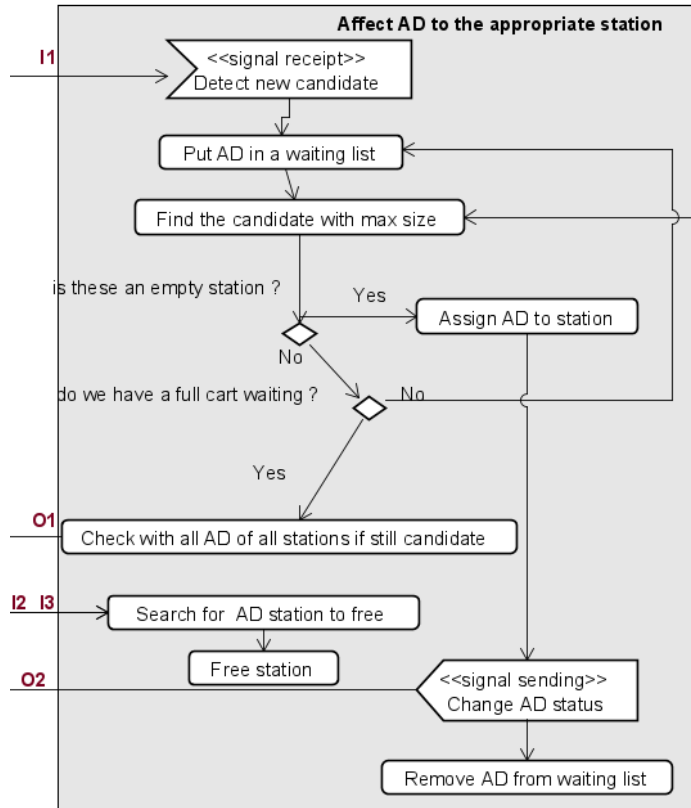 Affect AD to the appropriate station
I1
<<signal receipt>>
Detect new candidate
Put AD in a waiting list
Find the candidate with max size
is these an empty station ?
Yes
Assign AD to station
No
do we have a full cart waiting ?
No
Yes
O1
Check with all AD of all stations if still candidate
I2 I3
Search for AD station to free
Free station
O2
<<signal sending>>
Change AD status
Remove AD from waiting list